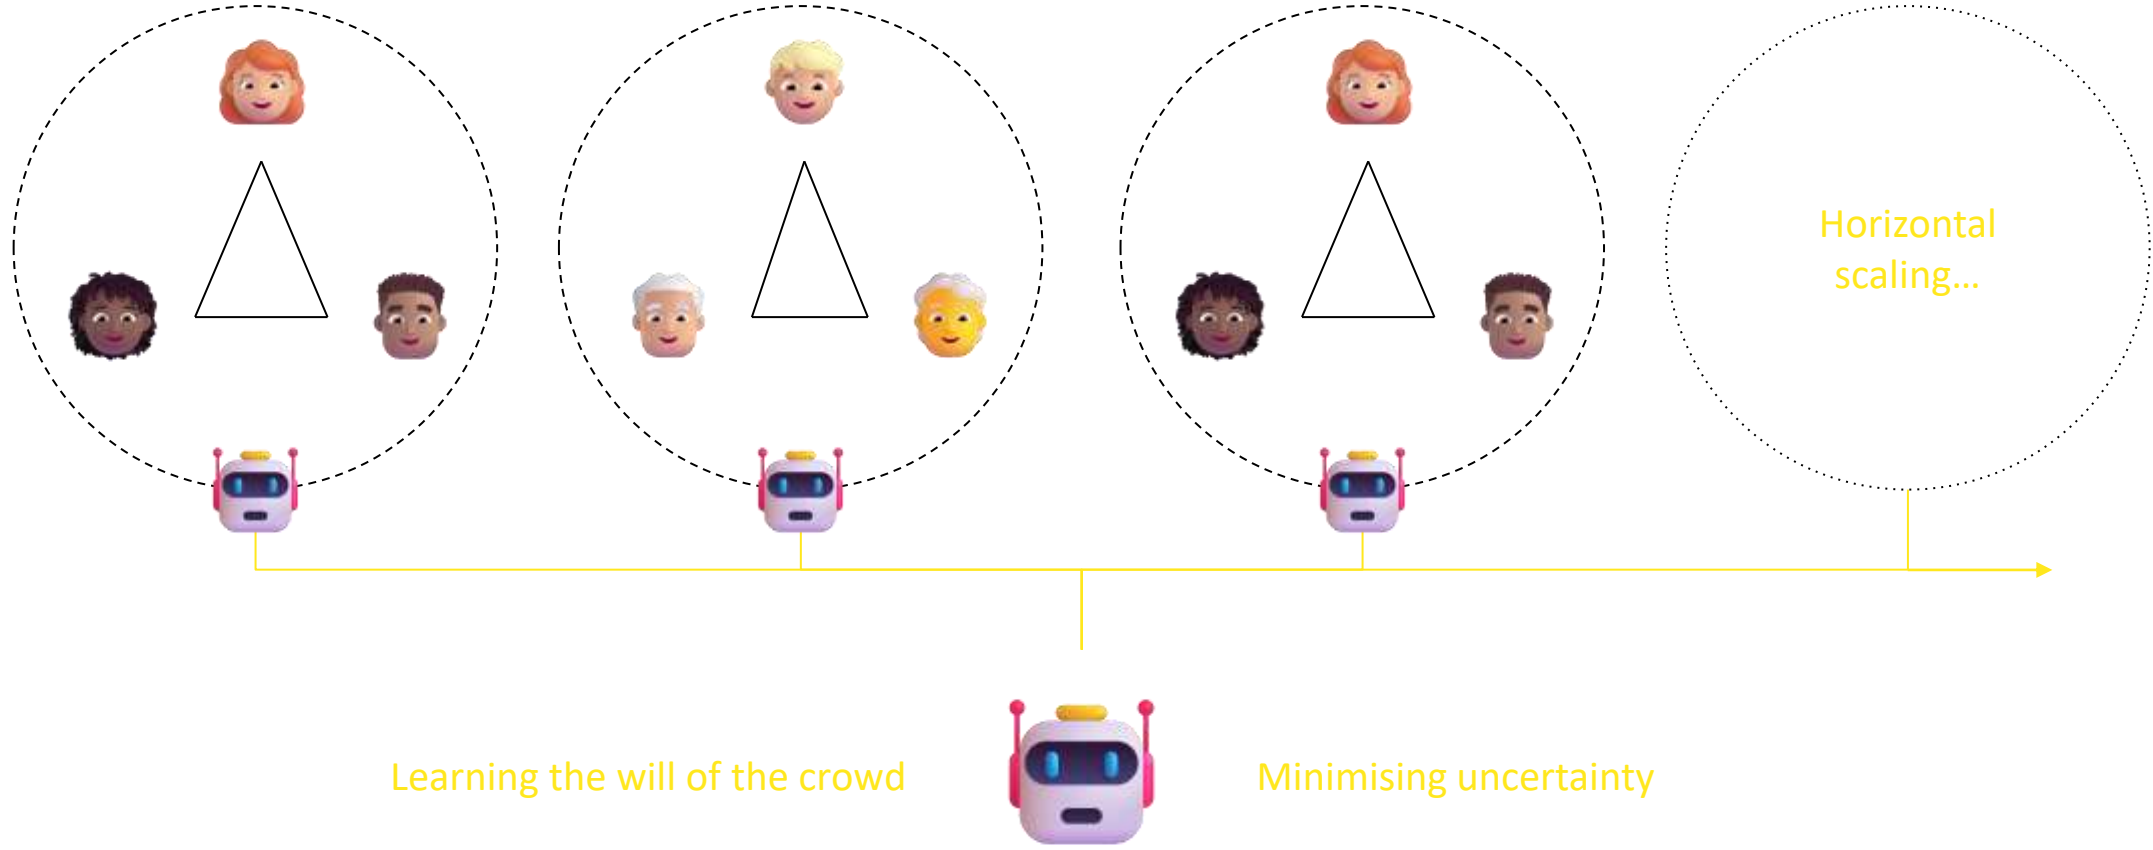 Horizontal
scaling...
Learning the will of the crowd
Minimising uncertainty